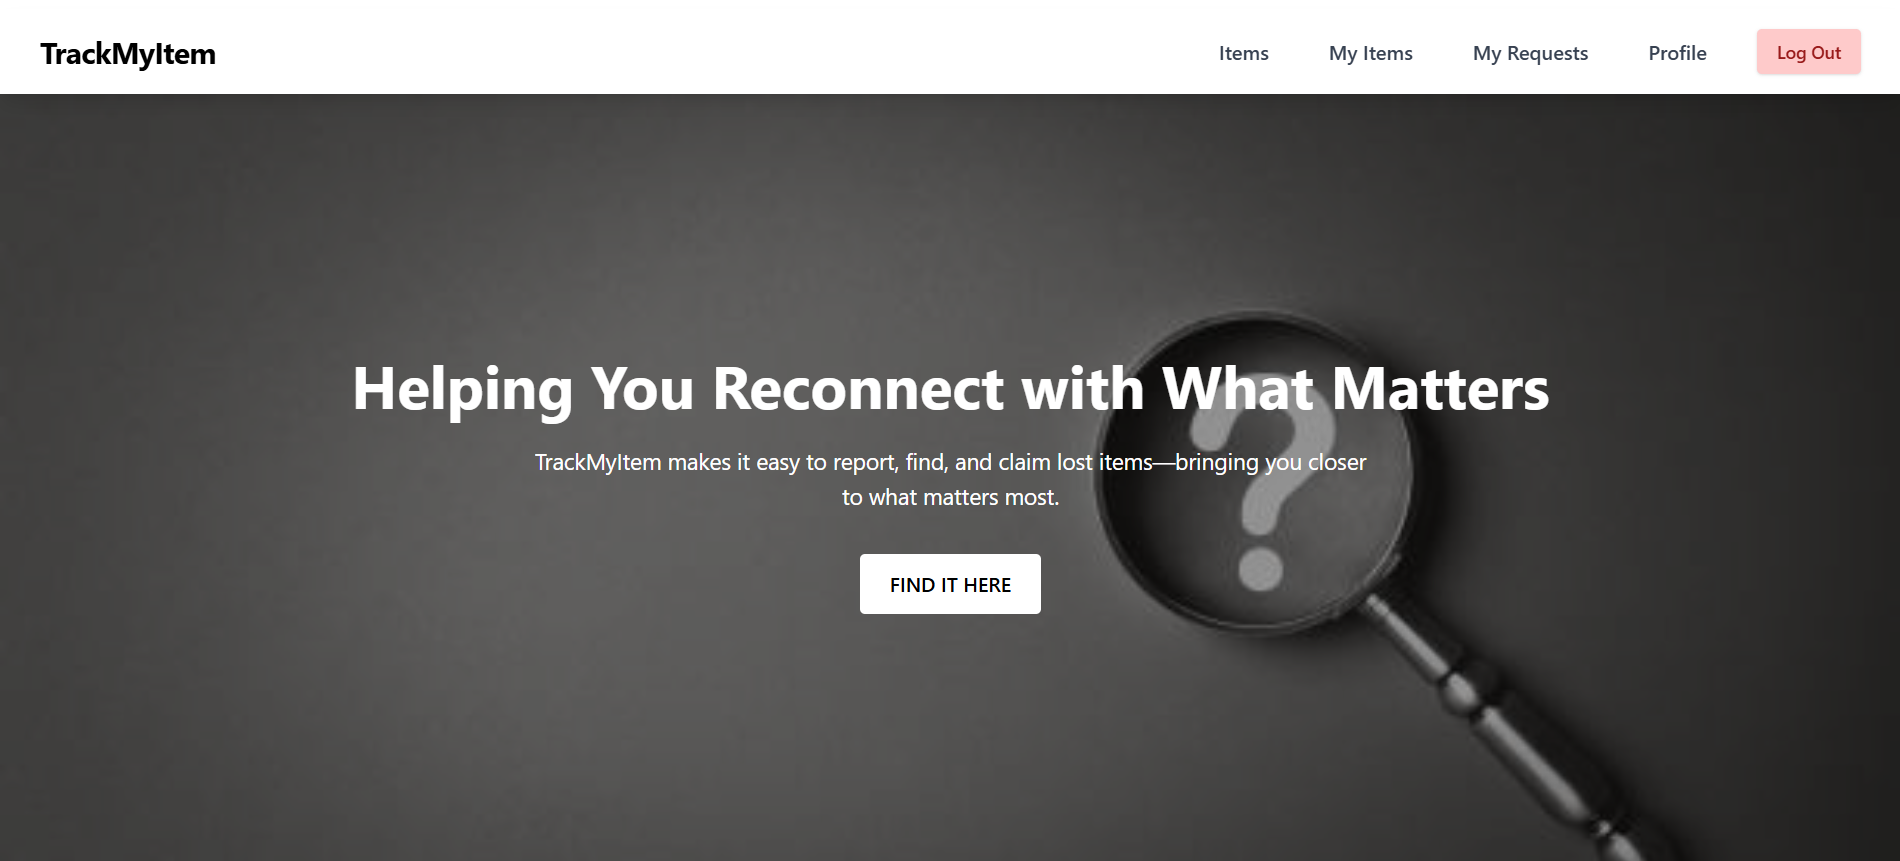 TrackMyItem
Items
My Items
My Requests
Profile
Log Out
Helping You Reconnect with What Matters
TrackMyItem makes it easy to report, find, and claim lost items—bringing you closer
to what matters most.
FIND IT HERE
?